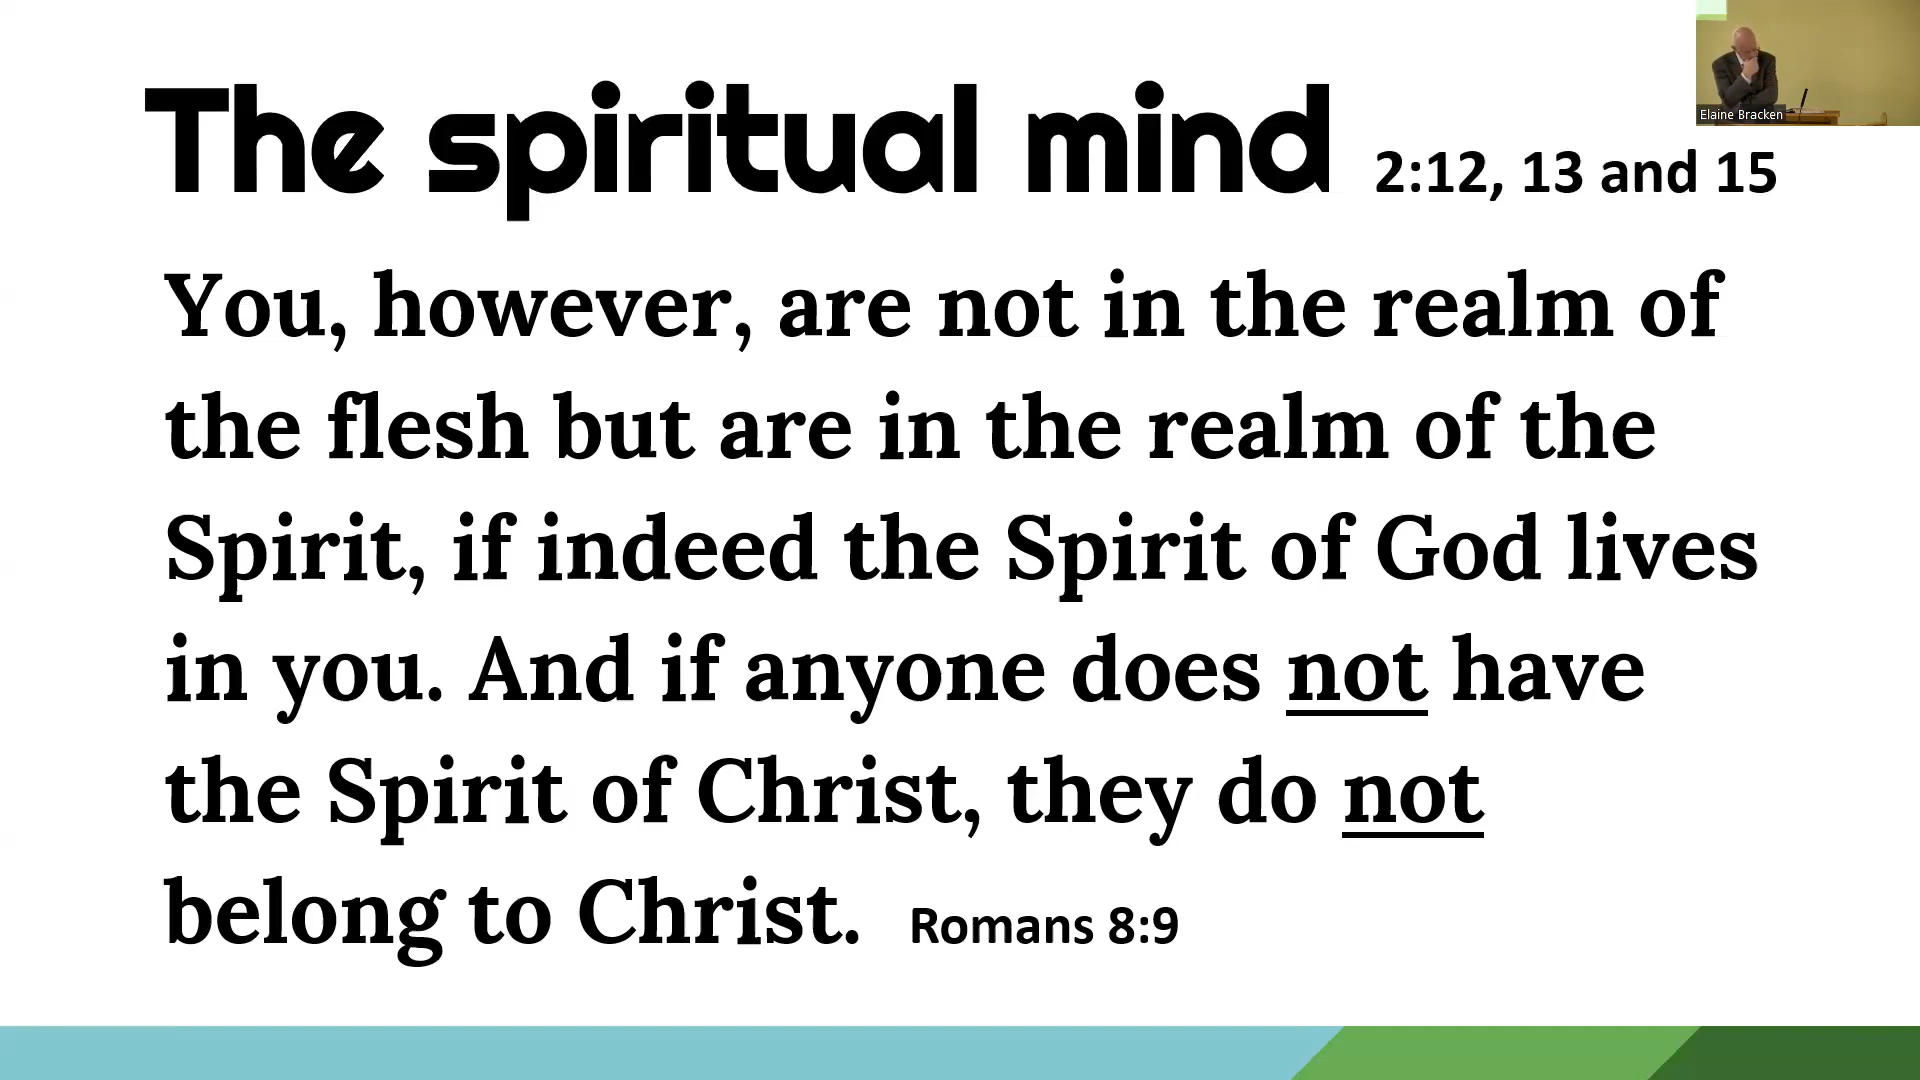 The spiritual mind 2:12, 13 and 15
Elaine Bracken
You, however, are not in the realm of
the flesh but are in the realm of the
Spirit, if indeed the Spirit of God lives
in you. And if anyone does not have
the Spirit of Christ, they do not
belong to Christ. Romans 8:9